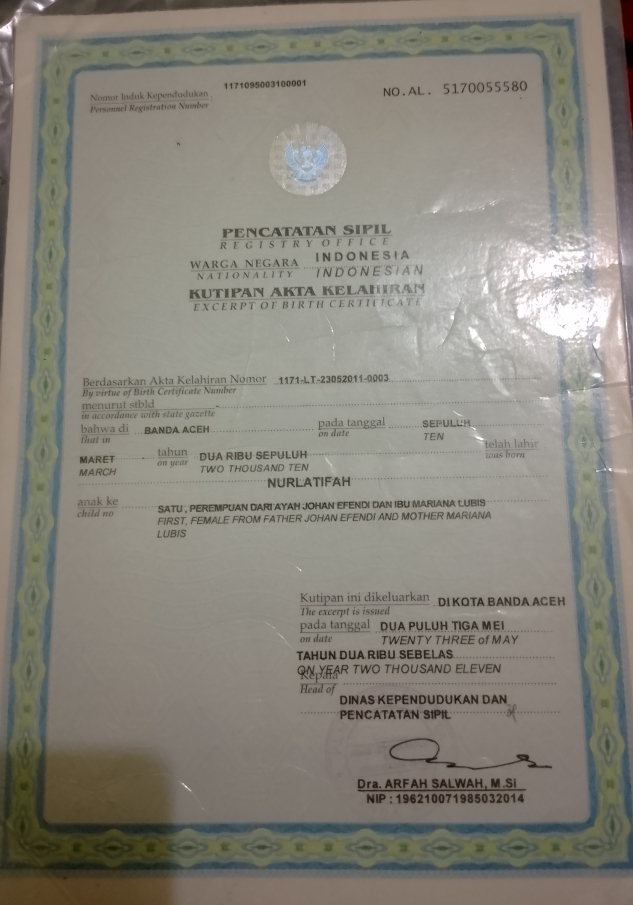 1171095003100001
Nomor Induk Kependudukan
Personnel Registration Number
NO.AL. 5170055580
PENCATATAN SIPIL
REGISTRY OFFICE
WARGA NEGARA INDONESIA
NATIONALITY INDONESIAN
KUTIPAN AKTA KELAHIRAN
EXCERPT OF BIRTH CERTIFICATE
Berdasarkan Akta Kelahiran Nomor 1171-LT-23052011-0003
By virtue of Birth Certificate Number
menurut stbld
in accordance with state gazette
bahwa di BANDA ACEH pada tanggal SEPULUH
that in on date TEN
telah lahir
was born
MARET tahun DUA RIBU SEPULUH
MARCH on year TWO THOUSAND TEN
NURLATIFAH
anak ke SATU, PEREMPUAN DARI AYAH JOHAN EFENDI DAN IBU MARIANA LUBIS
child no FIRST, FEMALE FROM FATHER JOHAN EFENDI AND MOTHER MARIANA
LUBIS
Kutipan ini dikeluarkan DI KOTA BANDA ACEH
The excerpt is issued
pada tanggal DUA PULUH TIGA MEI
on date TWENTY THREE of MAY
TAHUN DUA RIBU SEBELAS
ON YEAR TWO THOUSAND ELEVEN
Kepala
Head of
DINAS KEPENDUDUKAN DAN
PENCATATAN SIPIL
Dra. ARFAH SALWAH, M.Si
NIP : 196210071985032014